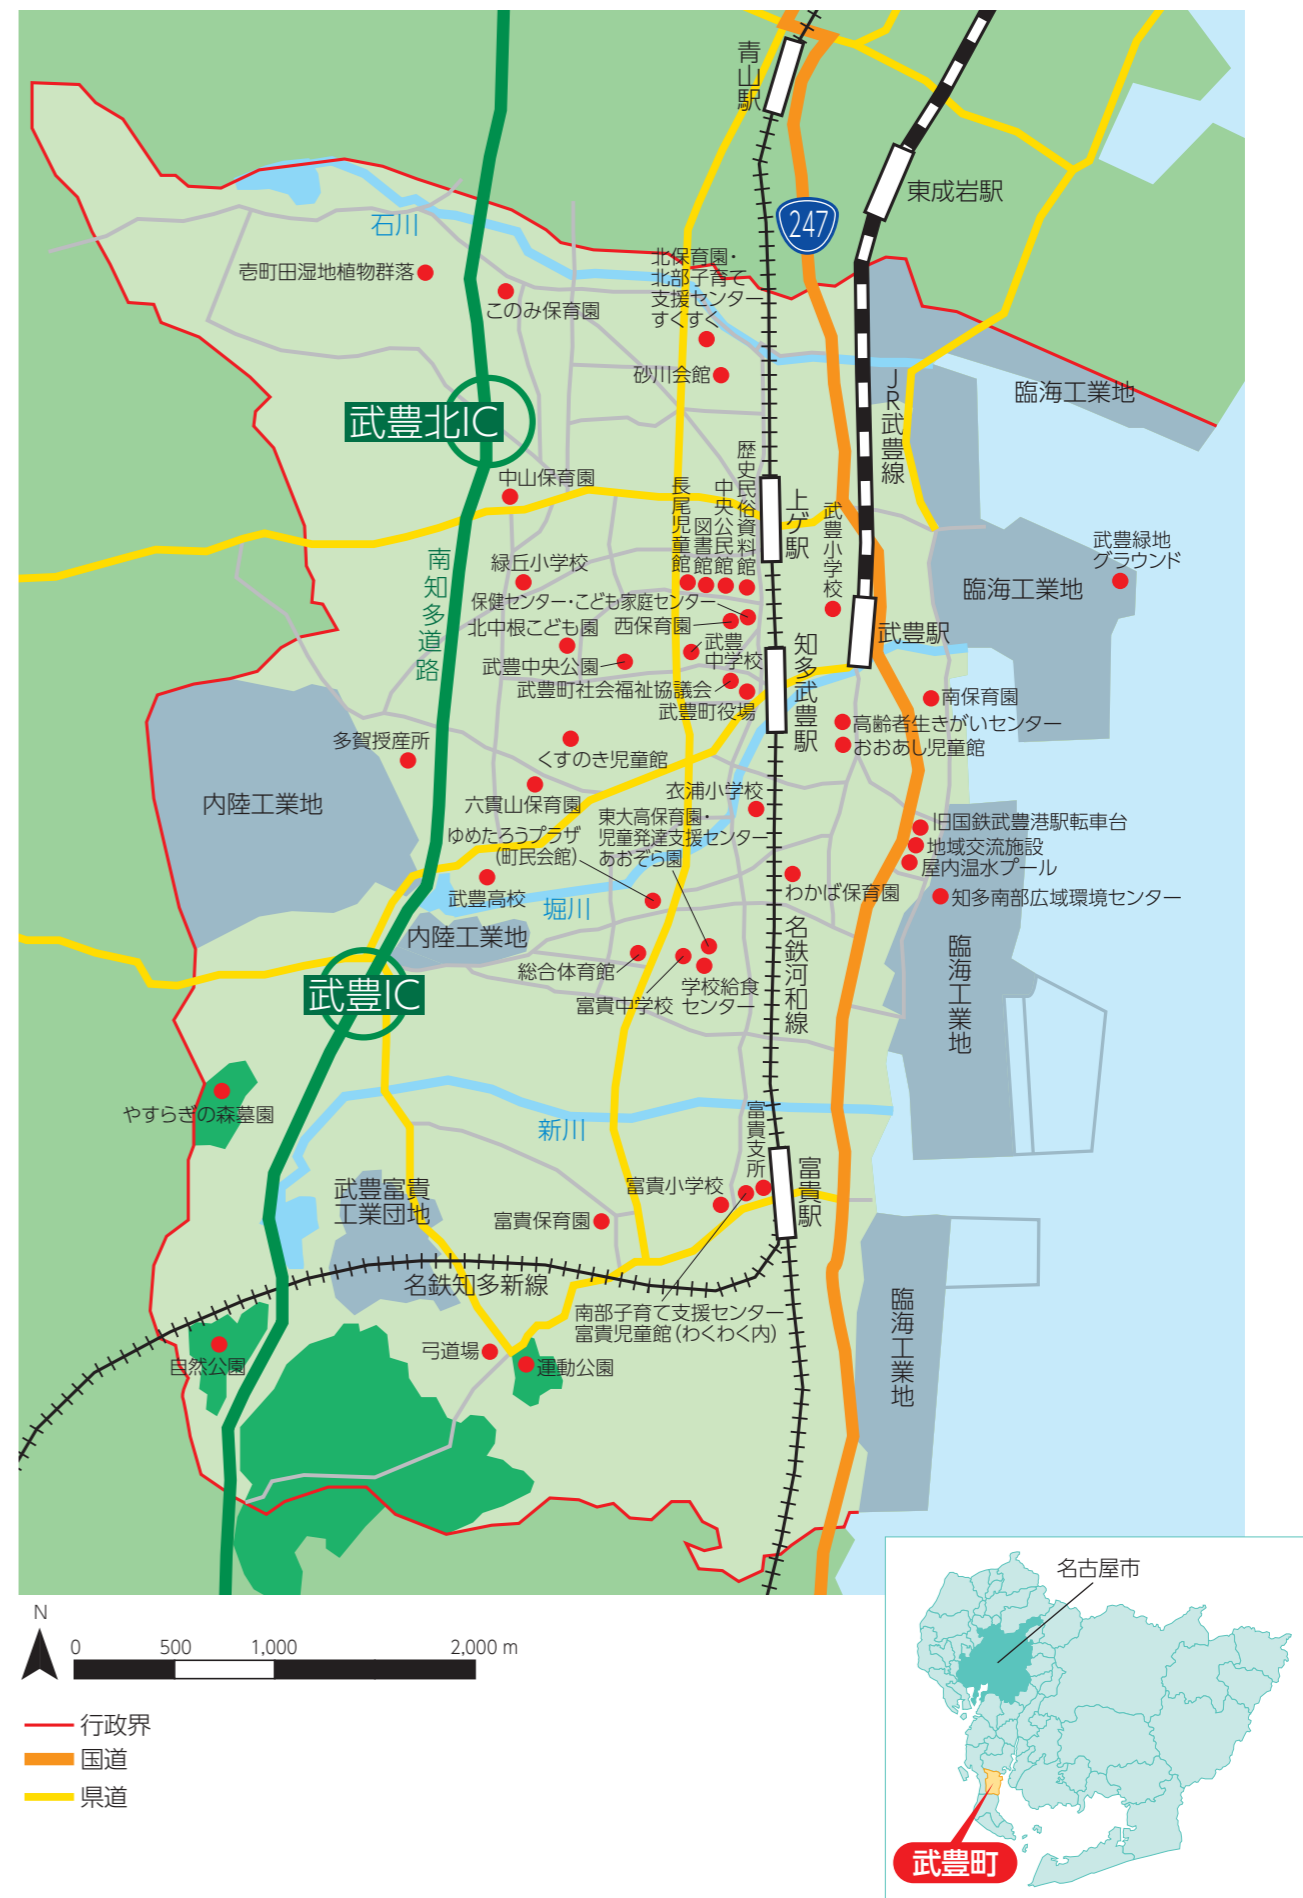 青山駅
東成岩駅
247
石川
壱町田湿地植物群落
このみ保育園
北保育園・
北部子育て
支援センター
すくすく
砂川会館
JR武豊線
臨海工業地
武豊北IC
中山保育園
長尾児童館
図書館
中央公民館
歴史民俗資料館
上ゲ駅
武豊小学校
武豊緑地
グラウンド
臨海工業地
南知多道路
緑丘小学校
保健センター・こども家庭センター
北中根こども園
西保育園
武豊中央公園
武豊
中学校
武豊町社会福祉協議会
武豊町役場
知多武豊駅
武豊駅
南保育園
高齢者生きがいセンター
おおあし児童館
多賀授産所
くすのき児童館
内陸工業地
六貫山保育園
衣浦小学校
東大高保育園・
児童発達支援センター
あおぞら園
ゆめたろうプラザ
(町民会館)
旧国鉄武豊港駅転車台
地域交流施設
屋内温水プール
知多南部広域環境センター
武豊高校
堀川
わかば保育園
内陸工業地
総合体育館
富貴中学校
学校給食
センター
名鉄河和線
臨海工業地
武豊IC
やすらぎの森墓園
新川
富貴支所
富貴駅
武豊富貴
工業団地
富貴小学校
富貴保育園
名鉄知多新線
南部子育て支援センター
富貴児童館(わくわく内)
臨海工業地
自然公園
弓道場
運動公園
N
0 500 1,000 2,000 m
行政界
国道
県道
名古屋市
武豊町